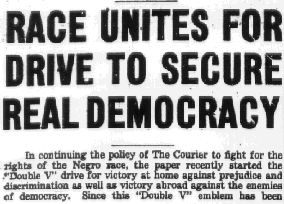 RACE UNITES FOR
DRIVE TO SECURE
REAL DEMOCRACY
In continuing the policy of The Courier to fight for the
rights of the Negro race, the paper recently started the
"Double V" drive for victory at home against prejudice and
discrimination as well as victory abroad against the enemies
of democracy. Since this "Double V" emblem has been